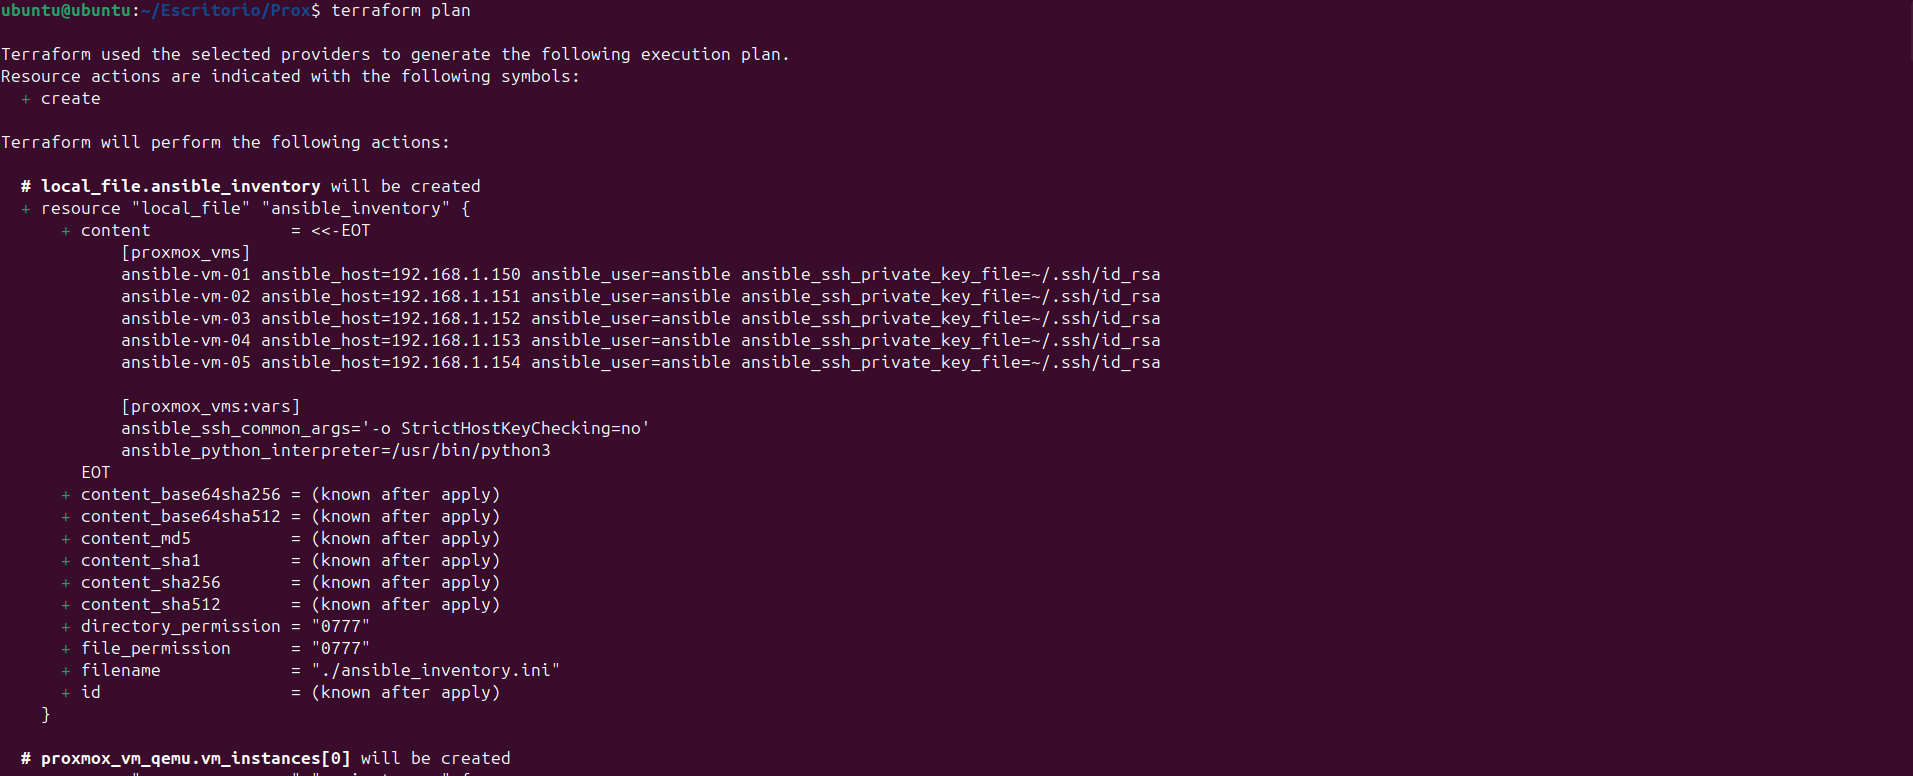 ubuntu@ubuntu:~/Escritorio/Prox$ terraform plan
Terraform used the selected providers to generate the following execution plan.
Resource actions are indicated with the following symbols:
  + create
Terraform will perform the following actions:
  # local_file.ansible_inventory will be created
  + resource "local_file" "ansible_inventory" {
      + content              = <<-EOT
            [proxmox_vms]
            ansible-vm-01 ansible_host=192.168.1.150 ansible_user=ansible ansible_ssh_private_key_file=~/.ssh/id_rsa
            ansible-vm-02 ansible_host=192.168.1.151 ansible_user=ansible ansible_ssh_private_key_file=~/.ssh/id_rsa
            ansible-vm-03 ansible_host=192.168.1.152 ansible_user=ansible ansible_ssh_private_key_file=~/.ssh/id_rsa
            ansible-vm-04 ansible_host=192.168.1.153 ansible_user=ansible ansible_ssh_private_key_file=~/.ssh/id_rsa
            ansible-vm-05 ansible_host=192.168.1.154 ansible_user=ansible ansible_ssh_private_key_file=~/.ssh/id_rsa
            [proxmox_vms:vars]
            ansible_ssh_common_args='-o StrictHostKeyChecking=no'
            ansible_python_interpreter=/usr/bin/python3
        EOT
      + content_base64sha256 = (known after apply)
      + content_base64sha512 = (known after apply)
      + content_md5          = (known after apply)
      + content_sha1         = (known after apply)
      + content_sha256       = (known after apply)
      + content_sha512       = (known after apply)
      + directory_permission = "0777"
      + file_permission      = "0777"
      + filename             = "./ansible_inventory.ini"
      + id                   = (known after apply)
    }
  # proxmox_vm_qemu.vm_instances[0] will be created